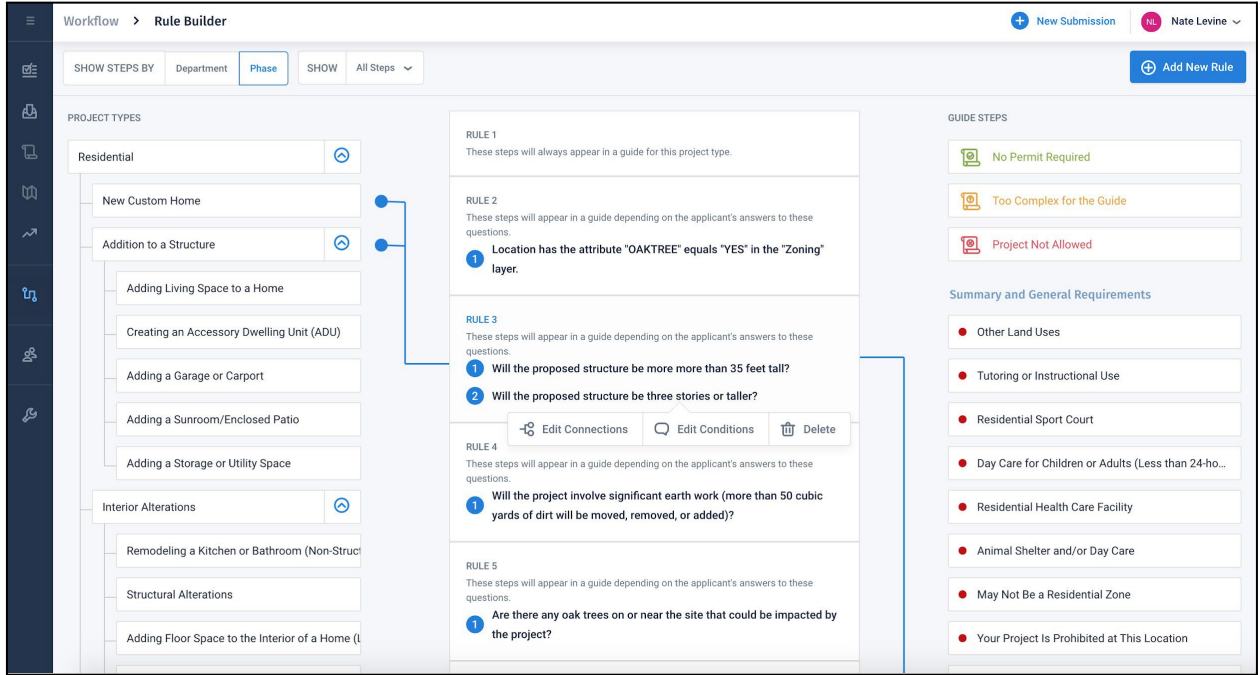 Workflow > Rule Builder
New Submission
NL
Nate Levine
SHOW STEPS BY
Department
Phase
SHOW
All Steps
Add New Rule
PROJECT TYPES
Residential
New Custom Home
Addition to a Structure
Adding Living Space to a Home
Creating an Accessory Dwelling Unit (ADU)
Adding a Garage or Carport
Adding a Sunroom/Enclosed Patio
Adding a Storage or Utility Space
Interior Alterations
Remodeling a Kitchen or Bathroom (Non-Struct
Structural Alterations
Adding Floor Space to the Interior of a Home (
RULE 1
These steps will always appear in a guide for this project type.
RULE 2
These steps will appear in a guide depending on the applicant's answers to these
questions.
1 Location has the attribute "OAKTREE" equals "YES" in the "Zoning"
layer.
RULE 3
These steps will appear in a guide depending on the applicant's answers to these
questions.
1 Will the proposed structure be more more than 35 feet tall?
2 Will the proposed structure be three stories or taller?
Edit Connections
Edit Conditions
Delete
RULE 4
These steps will appear in a guide depending on the applicant's answers to these
questions.
1 Will the project involve significant earth work (more than 50 cubic
yards of dirt will be moved, removed, or added)?
RULE 5
These steps will appear in a guide depending on the applicant's answers to these
questions.
1 Are there any oak trees on or near the site that could be impacted by
the project?
GUIDE STEPS
No Permit Required
Too Complex for the Guide
Project Not Allowed
Summary and General Requirements
Other Land Uses
Tutoring or Instructional Use
Residential Sport Court
Day Care for Children or Adults (Less than 24-ho...
Residential Health Care Facility
Animal Shelter and/or Day Care
May Not Be a Residential Zone
Your Project Is Prohibited at This Location